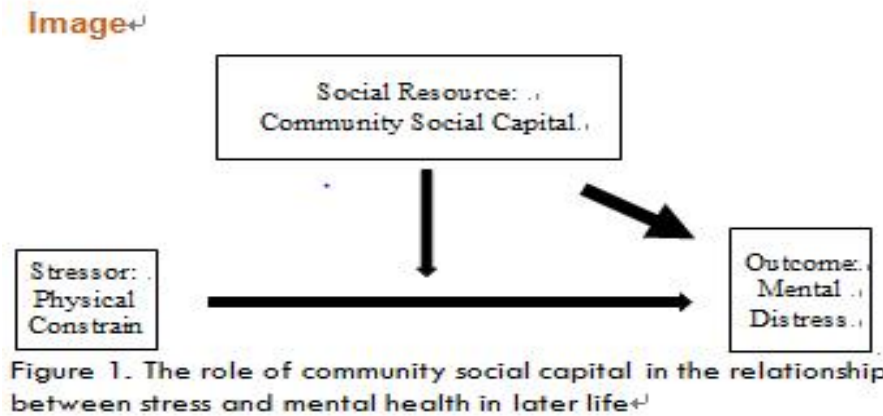 Image↵
Social Resource:
Community Social Capital
Stressor:
Physical
Constrain
Outcome:
Mental
Distress
Figure 1. The role of community social capital in the relationship
between stress and mental health in later life↵